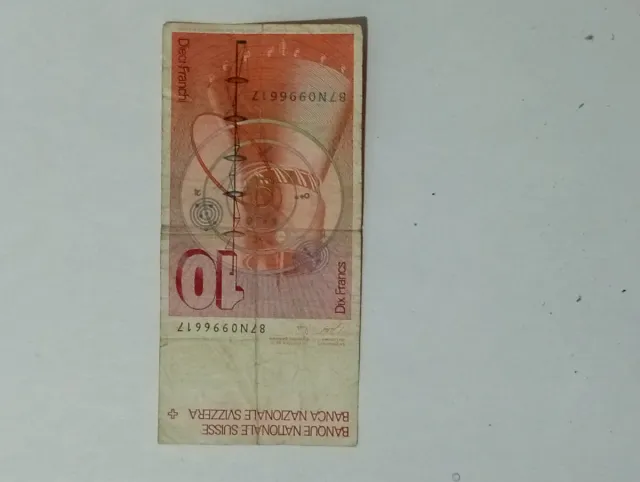 BANQUE NATIONALE SUISSE
BANCA NAZIONALE SVIZZERA
87N0996617
10
Dix Francs
87N0996617
Dieci Franchi